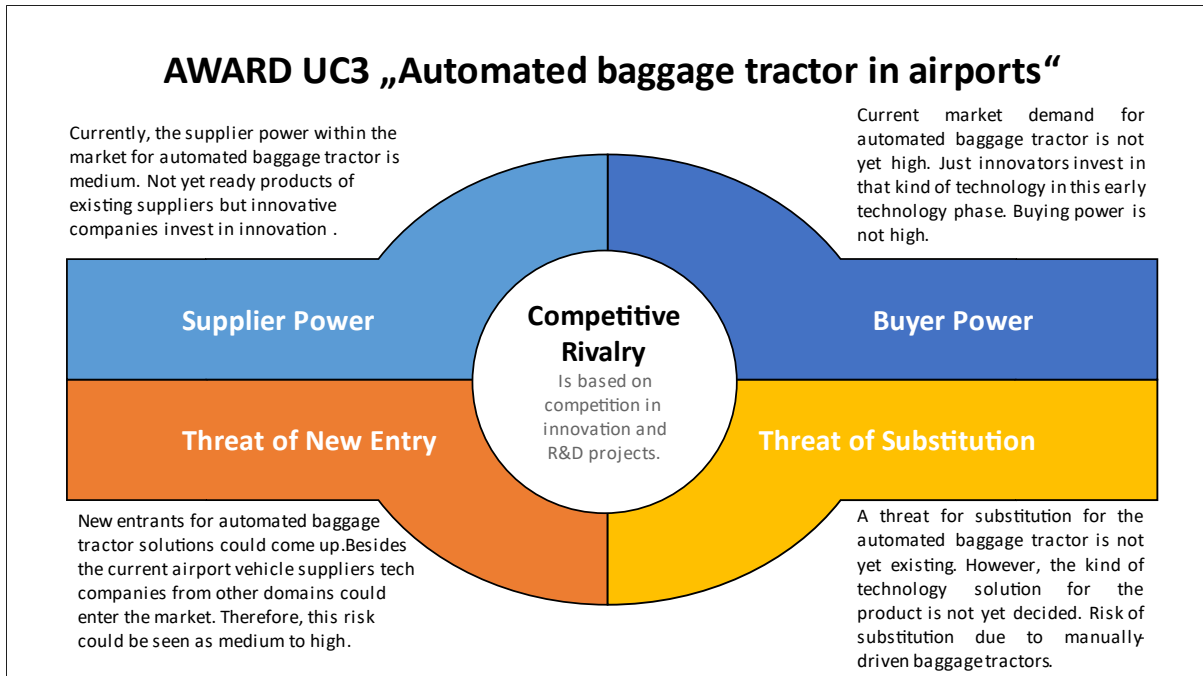 AWARD UC3 „Automated baggage tractor in airports“
Currently, the supplier power within the
market for automated baggage tractor is
medium. Not yet ready products of
existing suppliers but innovative
companies invest in innovation .
Current market demand for
automated baggage tractor is not
yet high. Just innovators invest in
that kind of technology in this early
technology phase. Buying power is
not high.
Supplier Power
Buyer Power
Competitive
Rivalry
Is based on
competition in
innovation and
R&D projects.
Threat of New Entry
Threat of Substitution
New entrants for automated baggage
tractor solutions could come up.Besides
the current airport vehicle suppliers tech
companies from other domains could
enter the market. Therefore, this risk
could be seen as medium to high.
A threat for substitution for the
automated baggage tractor is not
yet existing. However, the kind of
technology solution for the
product is not yet decided. Risk of
substitution due to manually-
driven baggage tractors.